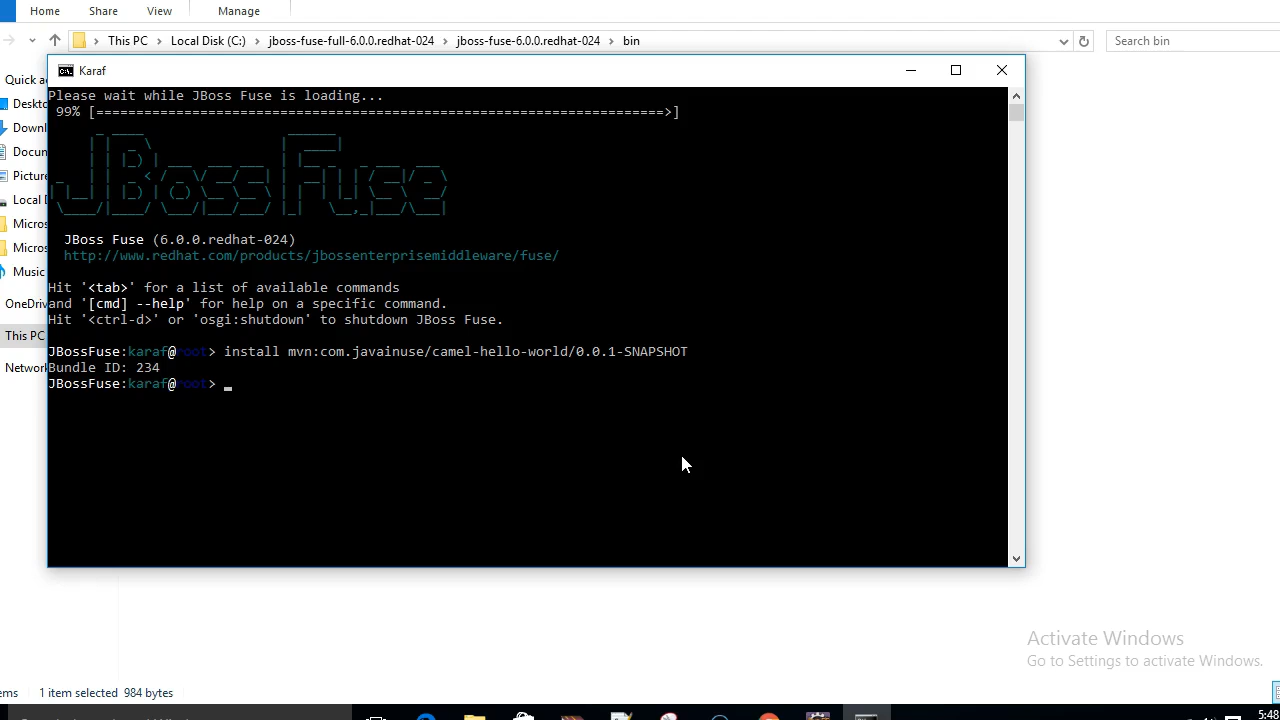 Home Share View Manage
This PC › Local Disk (C:) › jboss-fuse-full-6.0.0.redhat-024 › jboss-fuse-6.0.0.redhat-024 › bin
Search bin
Quick ac
Deskto
Downl
Docum
Picture
Local D
Micros
Micros
Music
OneDriv
This PC
Network
Karaf
Please wait while JBoss Fuse is loading...
99% [========================================================================>]
JBoss Fuse
JBoss Fuse (6.0.0.redhat-024)
http://www.redhat.com/products/jbossenterprisemiddleware/fuse/
Hit '<tab>' for a list of available commands
and '[cmd] --help' for help on a specific command.
Hit '<ctrl-d>' or 'osgi:shutdown' to shutdown JBoss Fuse.
JBossFuse:karaf@root> install mvn:com.javainuse/camel-hello-world/0.0.1-SNAPSHOT
Bundle ID: 234
JBossFuse:karaf@root>
Activate Windows
Go to Settings to activate Windows.
ems 1 item selected 984 bytes
5:48